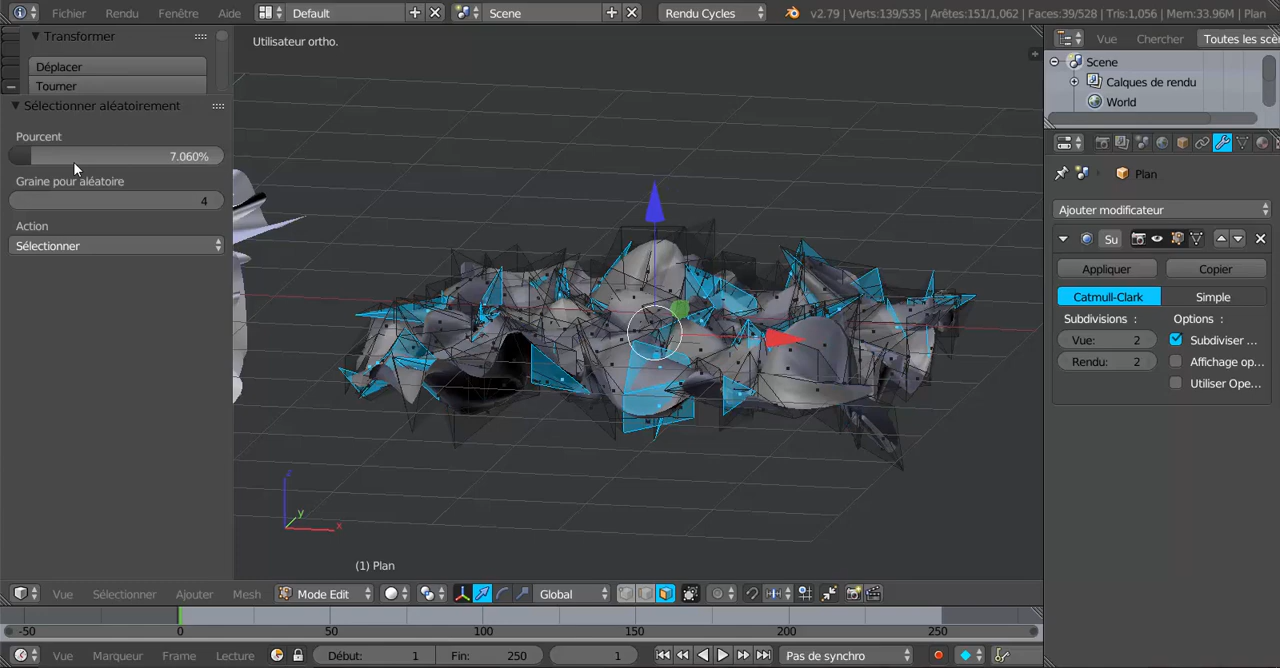 Fichier Rendu Fenêtre Aide Default Scene Rendu Cycles v2.79 | Verts:139/535 | Arêtes:151/1,062 | Faces:39/528 | Tris:1,056 | Mem:33.96M | Plan
Transformer
Déplacer
Tourner
Sélectionner aléatoirement
Pourcent
7.060%
Graine pour aléatoire
4
Action
Sélectionner
Utilisateur ortho.
z
y
x
(1) Plan
Vue Chercher Toutes les scè
Scene
Calques de rendu
World
Plan
Ajouter modificateur
Su
Appliquer Copier
Catmull-Clark Simple
Subdivisions : Options :
Vue: 2 Subdiviser ...
Rendu: 2 Affichage op...
Utiliser Ope...
Vue Sélectionner Ajouter Mesh Mode Edit Global
-50 0 50 100 150 200 250
Vue Marqueur Frame Lecture Début: 1 Fin: 250 1 Pas de synchro